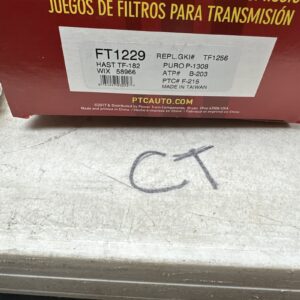 JUEGOS DE FILTROS PARA TRANSMISIÓN
FT1229 REPL.GKI# TF1256
HAST TF-182 PURO P-1308
WIX 58966 ATP# B-203
PTC# F-215
MADE IN TAIWAN
PTCAUTO.COM
CT